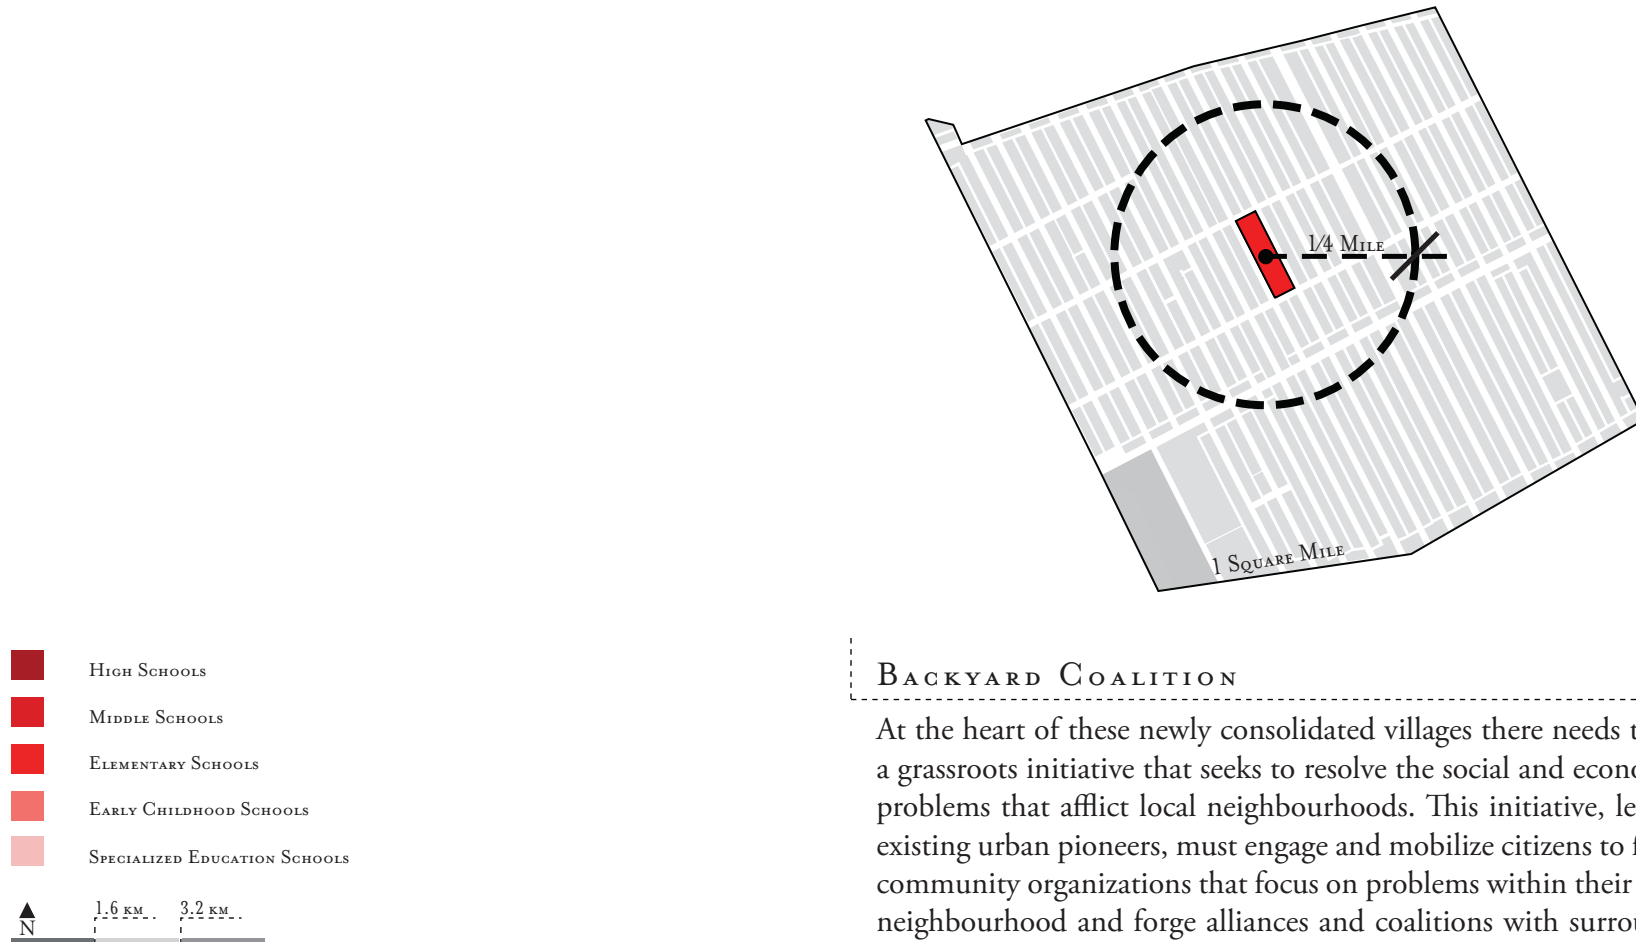 1/4 Mile
1 Square Mile
High Schools
Middle Schools
Elementary Schools
Early Childhood Schools
Specialized Education Schools
1.6 km 3.2 km
N
Backyard Coalition
At the heart of these newly consolidated villages there needs
a grassroots initiative that seeks to resolve the social and
problems that afflict local neighbourhoods. This initiative,
existing urban pioneers, must engage and mobilize citizens to
community organizations that focus on problems within their
neighbourhood and forge alliances and coalitions with